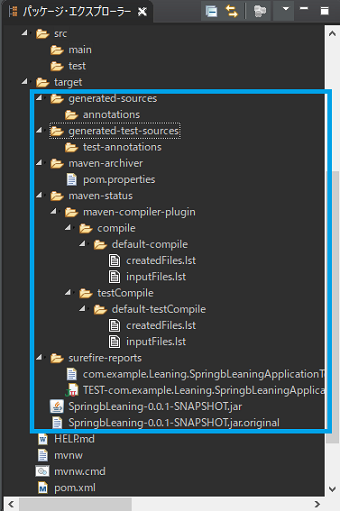 パッケージ・エクスプローラー
src
main
test
target
generated-sources
annotations
generated-test-sources
test-annotations
maven-archiver
pom.properties
maven-status
maven-compiler-plugin
compile
default-compile
createdFiles.lst
inputFiles.lst
testCompile
default-testCompile
createdFiles.lst
inputFiles.lst
surefire-reports
com.example.Leaning.SpringbLeaningApplicationT
TEST-com.example.Leaning.SpringbLeaningApplica
SpringbLeaning-0.0.1-SNAPSHOT.jar
SpringbLeaning-0.0.1-SNAPSHOT.jar.original
HELP.md
mvnw
mvnw.cmd
pom.xml